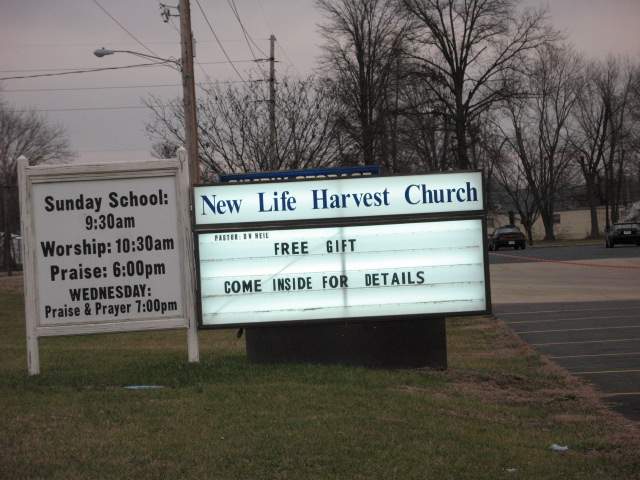 Sunday School:
9:30am
Worship: 10:30am
Praise: 6:00pm
WEDNESDAY:
Praise & Prayer 7:00pm
New Life Harvest Church
PASTOR:
FREE GIFT
COME INSIDE FOR DETAILS